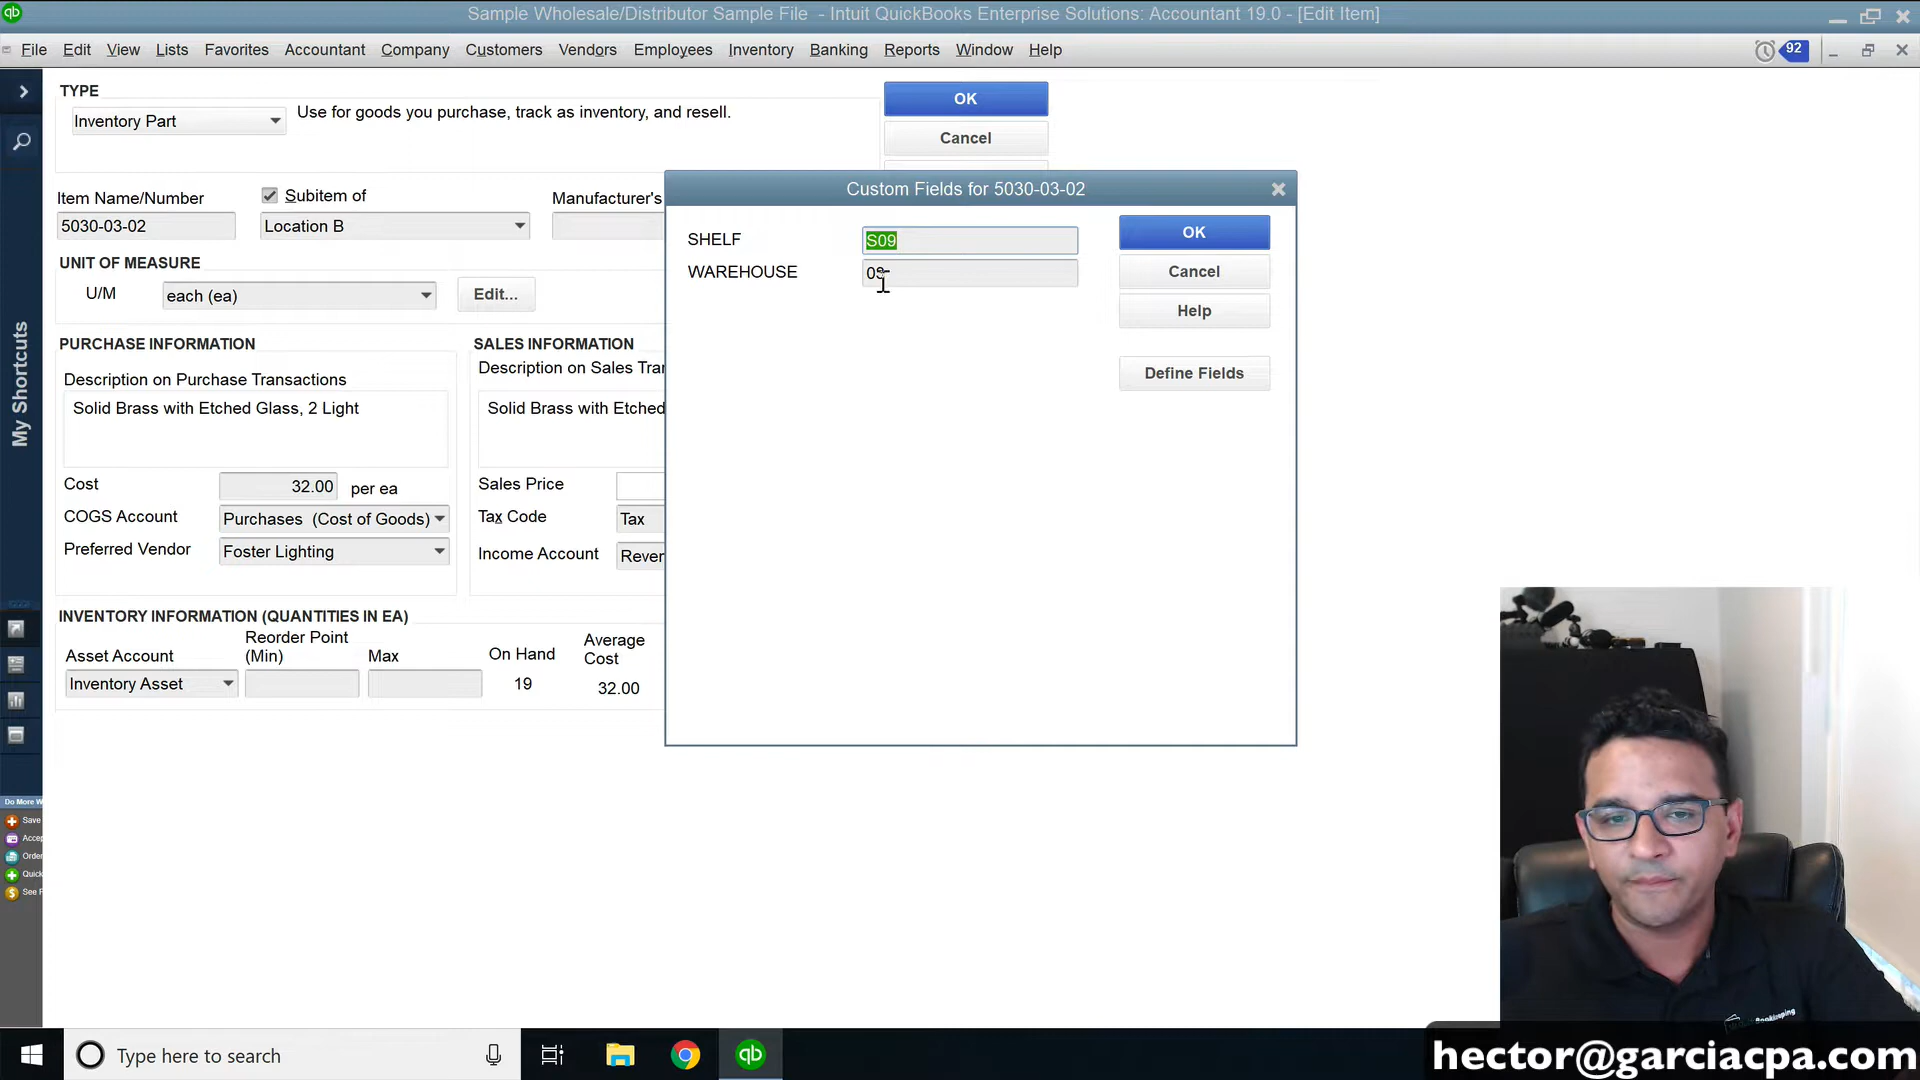 Sample Wholesale/Distributor Sample File - Intuit QuickBooks Enterprise Solutions: Accountant 19.0 - [Edit Item]
File Edit View Lists Favorites Accountant Company Customers Vendors Employees Inventory Banking Reports Window Help
92
TYPE
Inventory Part
Use for goods you purchase, track as inventory, and resell.
OK
Cancel
Item Name/Number
Subitem of
Manufacturer's
5030-03-02
Location B
UNIT OF MEASURE
U/M
each (ea)
Edit...
PURCHASE INFORMATION
Description on Purchase Transactions
Solid Brass with Etched Glass, 2 Light
Cost
32.00
per ea
COGS Account
Purchases (Cost of Goods)
Preferred Vendor
Foster Lighting
SALES INFORMATION
Description on Sales Tra
Solid Brass with Etched
Sales Price
Tax Code
Tax
Income Account
Rever
INVENTORY INFORMATION (QUANTITIES IN EA)
Asset Account
Reorder Point (Min)
Max
On Hand
Average Cost
Inventory Asset
19
32.00
Custom Fields for 5030-03-02
SHELF
S09
WAREHOUSE
OK
Cancel
Help
Define Fields
My Shortcuts
Do More W
Save
Accep
Order
Quick
See F
Type here to search
hector@garciacpa.com